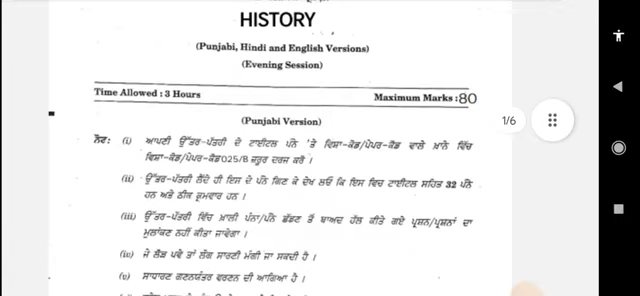 HISTORY
(Punjabi, Hindi and English Versions)
(Evening Session)
Time Allowed : 3 Hours
Maximum Marks :80
(Punjabi Version)
1/6
ਨੋਟ: (i) ਆਪਣੀ ਉੱਤਰ-ਪੱਤਰੀ ਦੇ ਟਾਈਟਲ ਪੰਨੇ 'ਤੇ ਵਿਸ਼ਾ-ਕੋਡ/ਪੇਪਰ-ਕੋਡ ਵਾਲੇ ਖ਼ਾਨੇ ਵਿੱਚ
ਵਿਸ਼ਾ-ਕੋਡ/ਪੇਪਰ-ਕੋਡ025/B ਜ਼ਰੂਰ ਦਰਜ ਕਰੋ ।
(ii) ਉੱਤਰ-ਪੱਤਰੀ ਲੈਂਦੇ ਹੀ ਇਸ ਦੇ ਪੰਨੇ ਗਿਣ ਕੇ ਦੇਖ ਲਓ ਕਿ ਇਸ ਵਿਚ ਟਾਈਟਲ ਸਹਿਤ 32 ਪੰਨੇ
ਹਨ ਅਤੇ ਠੀਕ ਕ੍ਰਮਵਾਰ ਹਨ ।
(iii) ਉੱਤਰ-ਪੱਤਰੀ ਵਿੱਚ ਖ਼ਾਲੀ ਪੰਨਾ/ਪੰਨੇ ਛੱਡਣ ਤੋਂ ਬਾਅਦ ਹੱਲ ਕੀਤੇ ਗਏ ਪ੍ਰਸ਼ਨ/ਪ੍ਰਸ਼ਨਾਂ ਦਾ
ਮੁਲਾਂਕਣ ਨਹੀਂ ਕੀਤਾ ਜਾਵੇਗਾ ।
(iv) ਜੇ ਲੋੜ ਪਵੇ ਤਾਂ ਲੌਗ ਸਾਰਣੀ ਮੰਗੀ ਜਾ ਸਕਦੀ ਹੈ ।
(v) ਸਾਧਾਰਣ ਗਣਨਯੰਤਰ ਵਰਤਣ ਦੀ ਆਗਿਆ ਹੈ ।